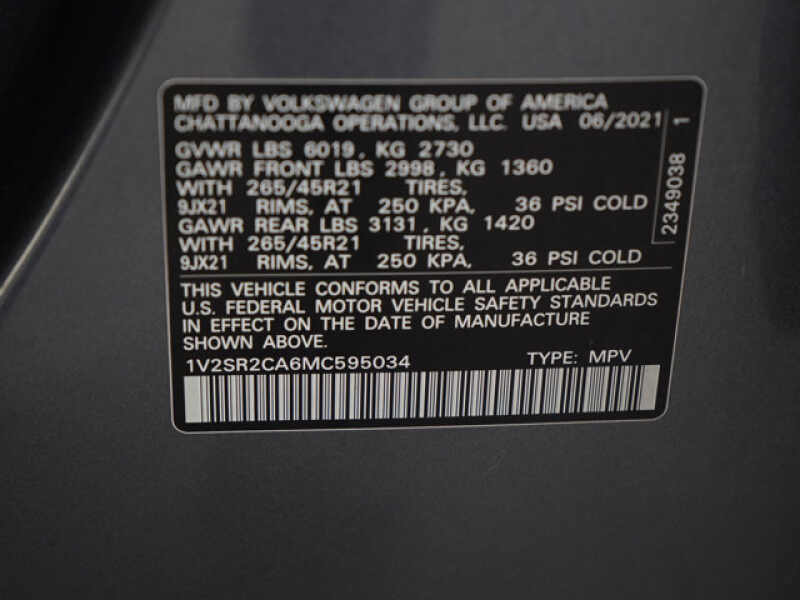 MFD BY VOLKSWAGEN GROUP OF AMERICA
CHATTANOOGA OPERATIONS, LLC. USA 06/2021
GVWR LBS 6019, KG 2730
GAWR FRONT LBS 2998, KG 1360
WITH 265/45R21 TIRES,
9JX21 RIMS, AT 250 KPA, 36 PSI COLD
GAWR REAR LBS 3131, KG 1420
WITH 265/45R21 TIRES,
9JX21 RIMS, AT 250 KPA, 36 PSI COLD
2349038 1
THIS VEHICLE CONFORMS TO ALL APPLICABLE
U.S. FEDERAL MOTOR VEHICLE SAFETY STANDARDS
IN EFFECT ON THE DATE OF MANUFACTURE
SHOWN ABOVE.
1V2SR2CA6MC595034 TYPE: MPV